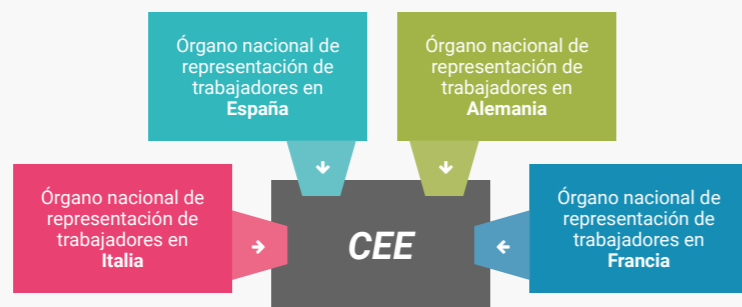 Órgano nacional de
representación de
trabajadores en
España
Órgano nacional de
representación de
trabajadores en
Alemania
Órgano nacional de
representación de
trabajadores en
Italia
CEE
Órgano nacional de
representación de
trabajadores en
Francia